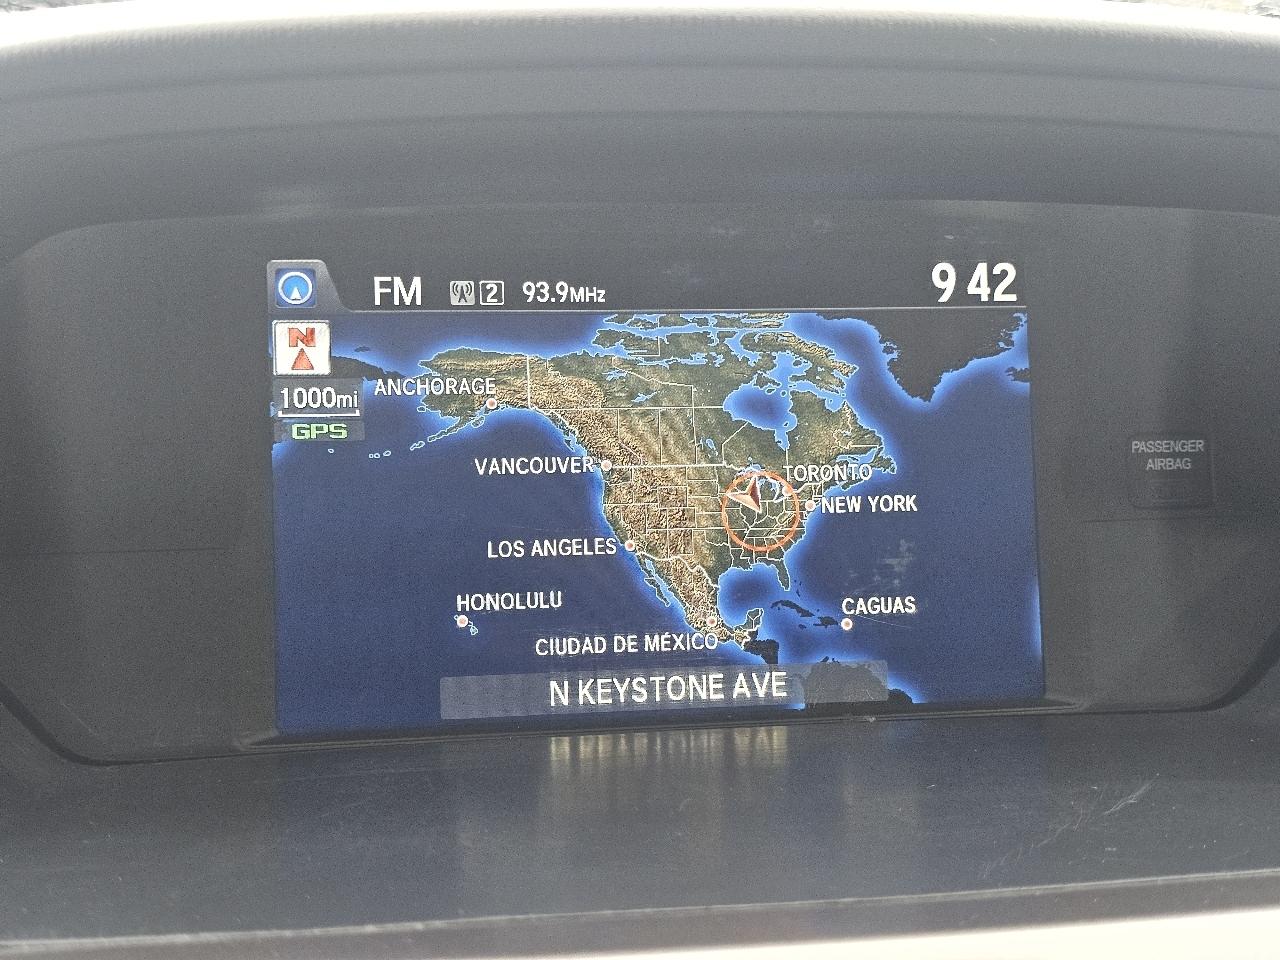 FM 2 93.9MHz 9 42
N
1000mi
GPS
ANCHORAGE
VANCOUVER
TORONTO
NEW YORK
LOS ANGELES
HONOLULU
CAGUAS
CIUDAD DE MÉXICO
N KEYSTONE AVE
PASSENGER
AIRBAG